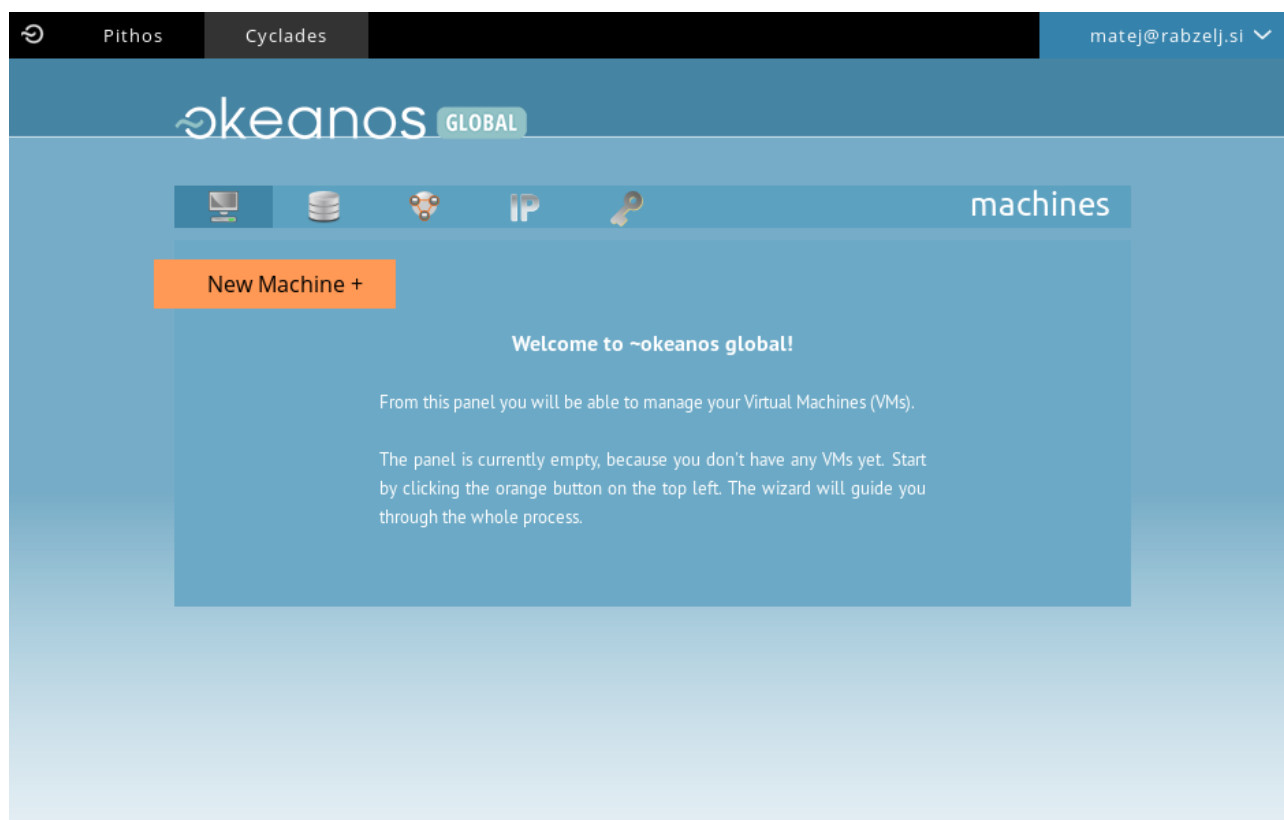 Pithos Cyclades matej@rabzelj.si
~okeanos GLOBAL
IP machines
New Machine +
Welcome to ~okeanos global!
From this panel you will be able to manage your Virtual Machines (VMs).
The panel is currently empty, because you don't have any VMs yet. Start
by clicking the orange button on the top left. The wizard will guide you
through the whole process.